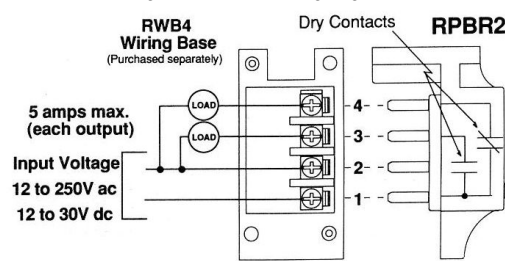 RWB4
Wiring Base
(Purchased separately)
Dry Contacts
RPBR2
LOAD
LOAD
5 amps max.
(each output)
Input Voltage
12 to 250V ac
12 to 30V dc
4
3
2
1